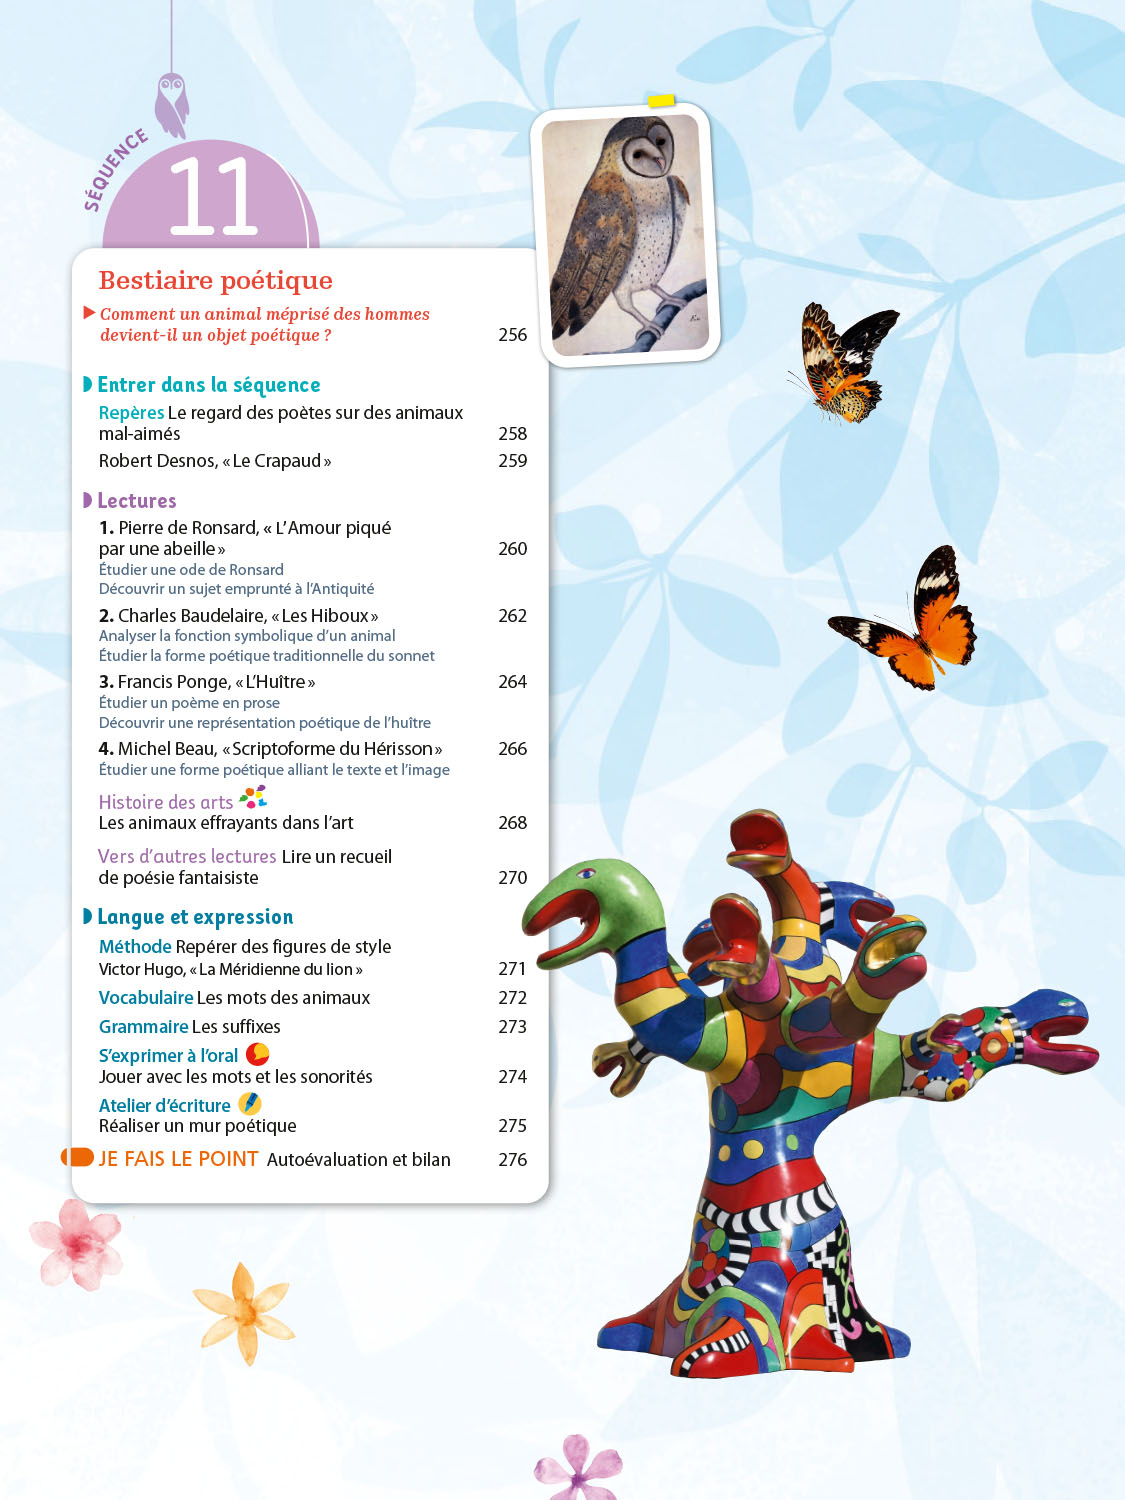 SÉQUENCE
11
Bestiaire poétique
Comment un animal méprisé des hommes
devient-il un objet poétique ? 256
Entrer dans la séquence
Repères Le regard des poètes sur des animaux
mal-aimés 258
Robert Desnos, « Le Crapaud » 259
Lectures
1. Pierre de Ronsard, « L'Amour piqué
par une abeille » 260
Étudier une ode de Ronsard
Découvrir un sujet emprunté à l'Antiquité
2. Charles Baudelaire, « Les Hiboux » 262
Analyser la fonction symbolique d'un animal
Étudier la forme poétique traditionnelle du sonnet
3. Francis Ponge, « L'Huître » 264
Étudier un poème en prose
Découvrir une représentation poétique de l'huître
4. Michel Beau, « Scriptoforme du Hérisson » 266
Étudier une forme poétique alliant le texte et l'image
Histoire des arts
Les animaux effrayants dans l'art 268
Vers d'autres lectures Lire un recueil
de poésie fantaisiste 270
Langue et expression
Méthode Repérer des figures de style
Victor Hugo, « La Méridienne du lion » 271
Vocabulaire Les mots des animaux 272
Grammaire Les suffixes 273
S'exprimer à l'oral
Jouer avec les mots et les sonorités 274
Atelier d'écriture
Réaliser un mur poétique 275
JE FAIS LE POINT Autoévaluation et bilan 276